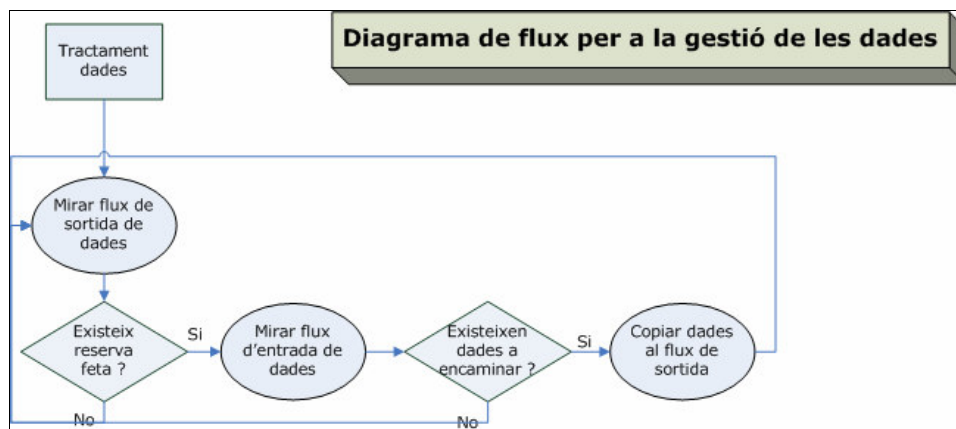 Diagrama de flux per a la gestió de les dades
Tractament
dades
Mirar flux de
sortida de
dades
Existeix
reserva
feta ?
Si
Mirar flux
d'entrada de
dades
Existeixen
dades a
encaminar ?
Si
Copiar dades
al flux de
sortida
No
No